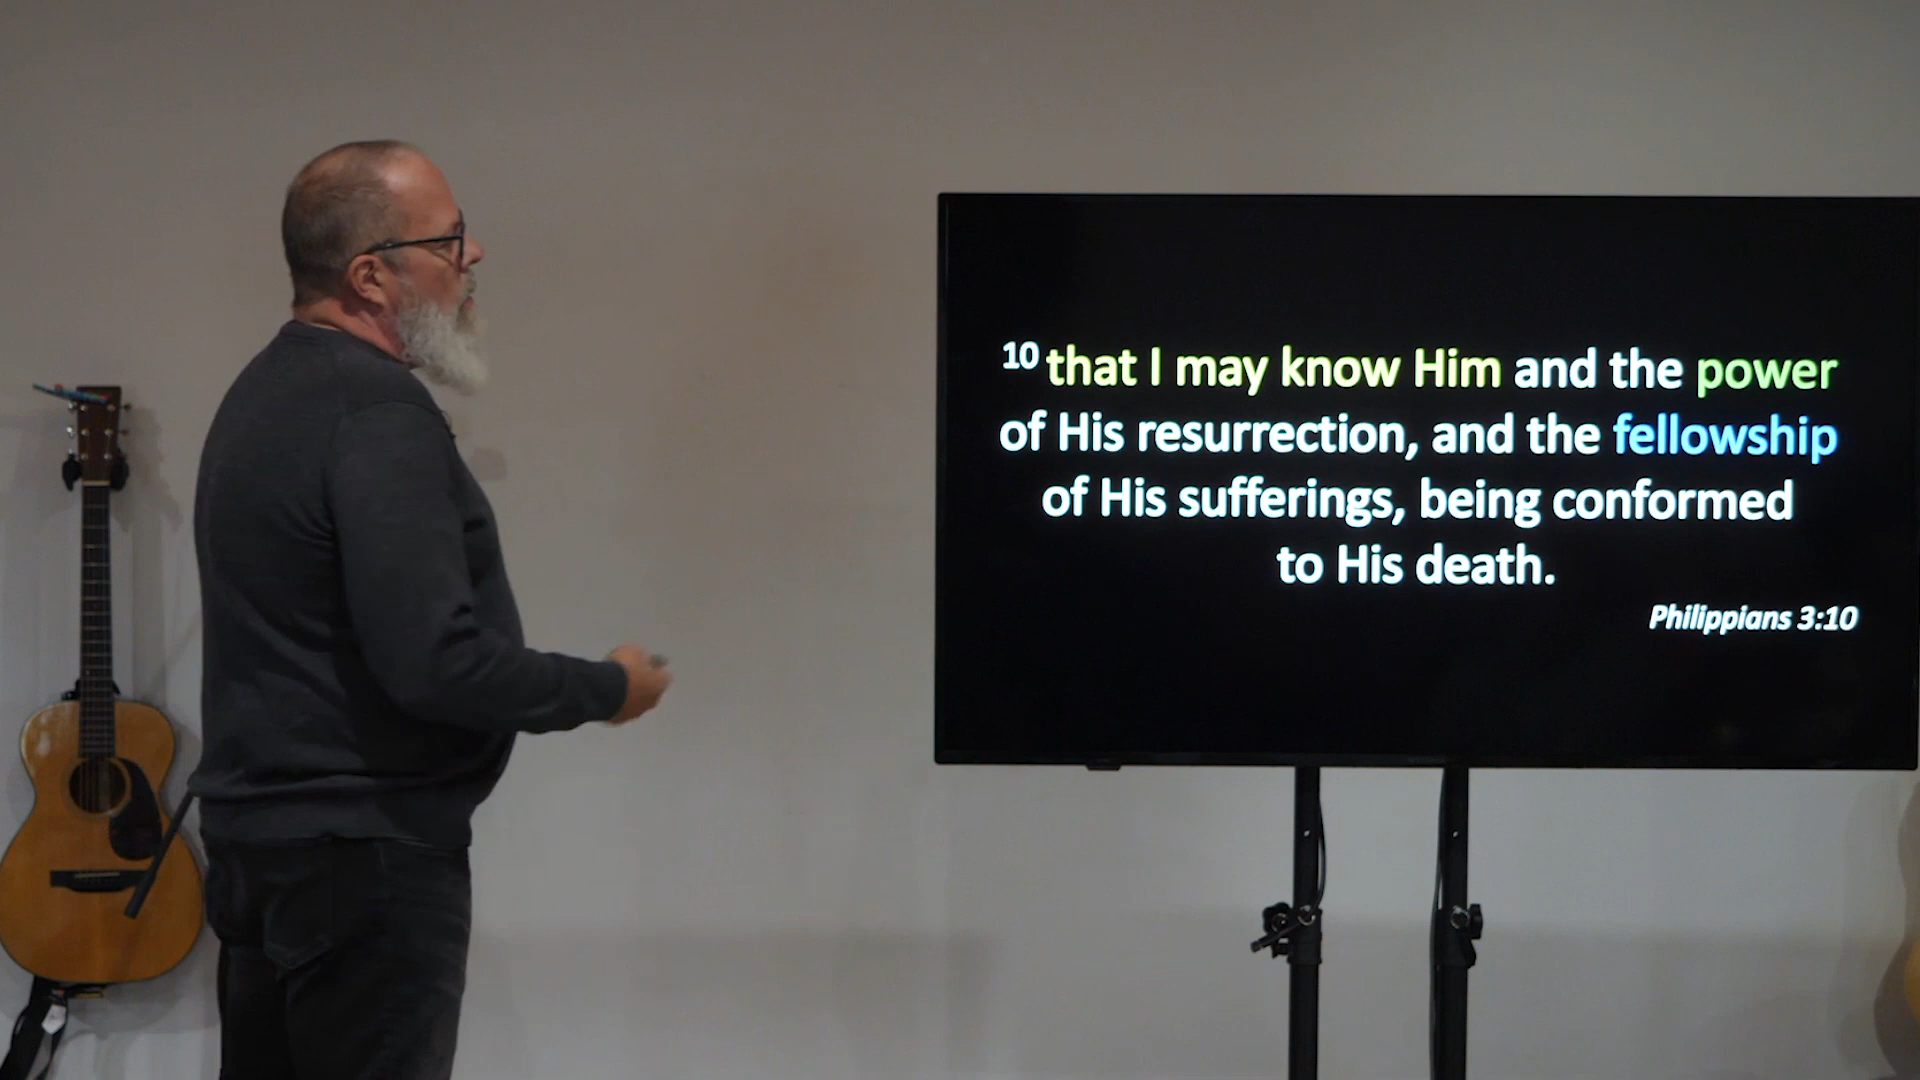 10 that I may know Him and the power
of His resurrection, and the fellowship
of His sufferings, being conformed
to His death.
Philippians 3:10